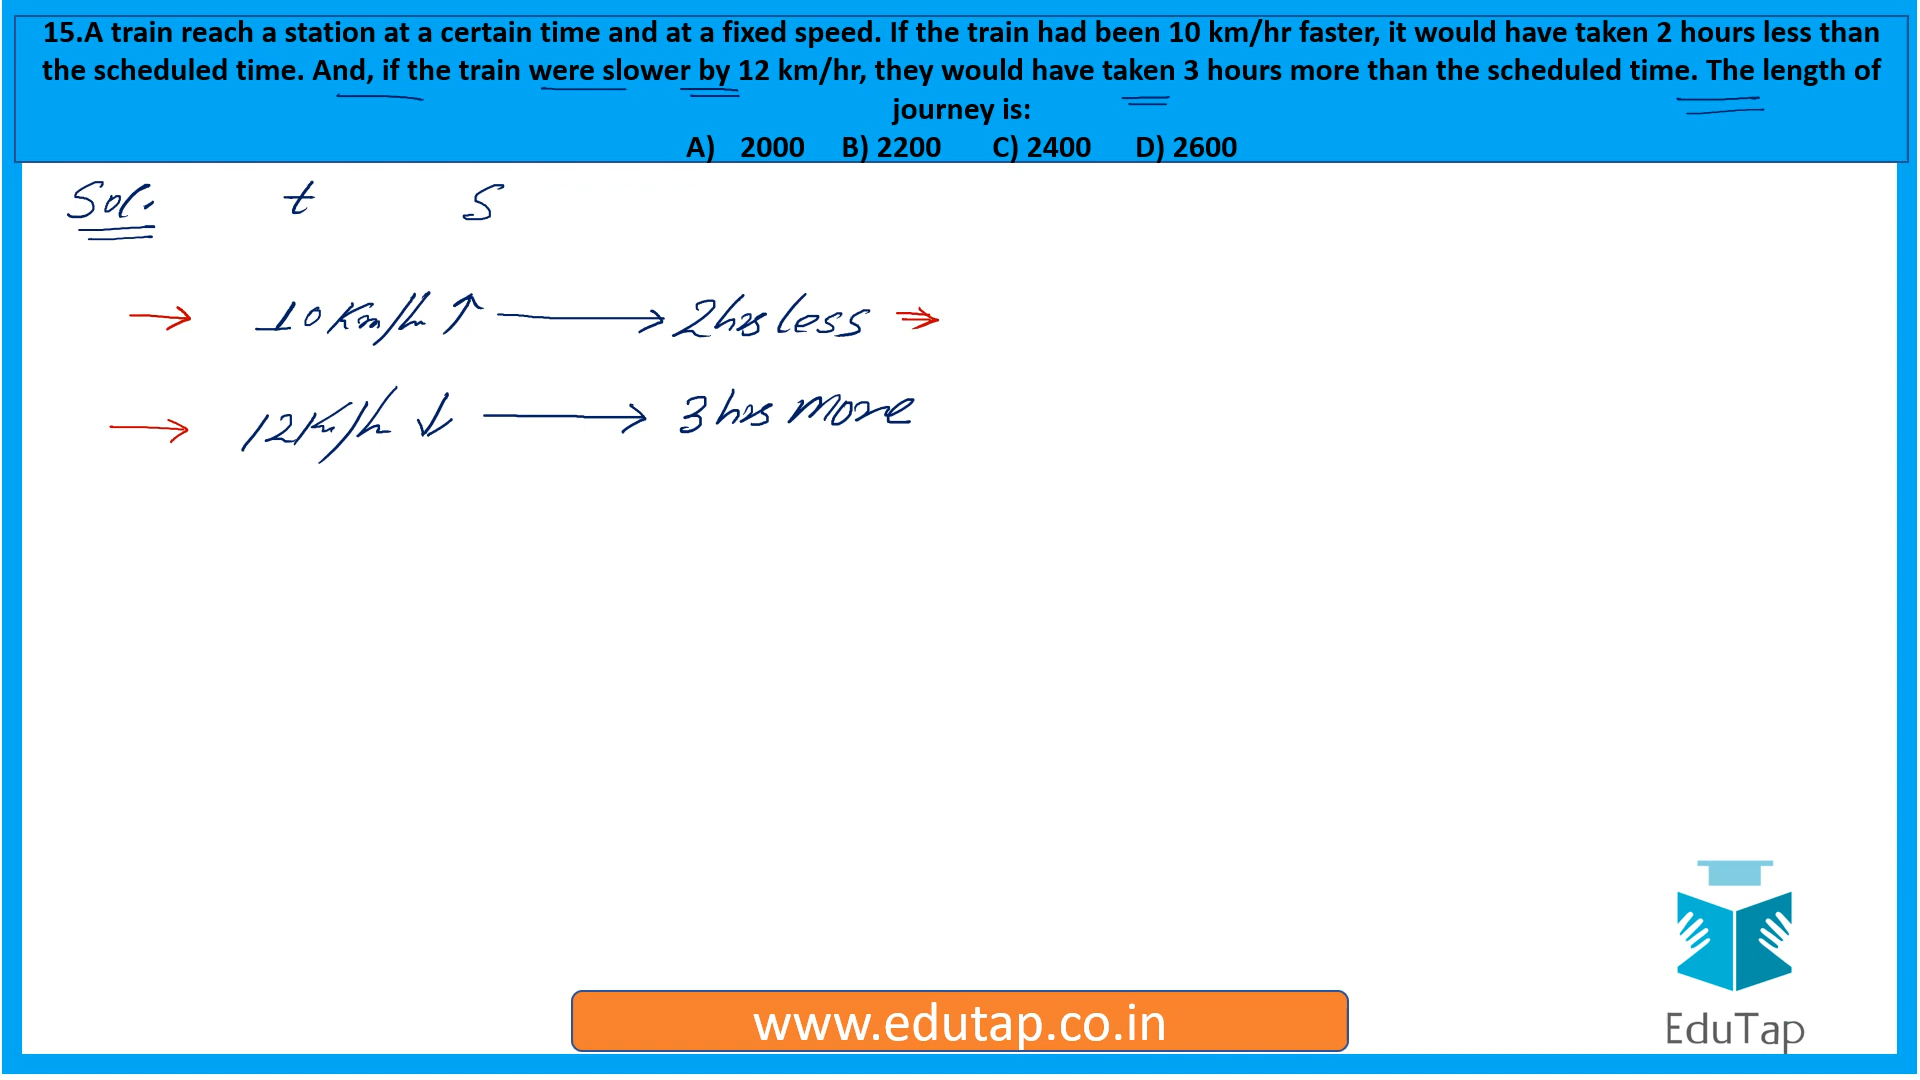 15.A train reach a station at a certain time and at a fixed speed. If the train had been 10 km/hr faster, it would have taken 2 hours less than
the scheduled time. And, if the train were slower by 12 km/hr, they would have taken 3 hours more than the scheduled time. The length of
journey is:
A) 2000 B) 2200 C) 2400 D) 2600
Sol. t S
→ 10 Km/h ↑ → 2hrs less ⇒
→ 12 Km/h ↓ → 3 hrs more
EduTap
www.edutap.co.in